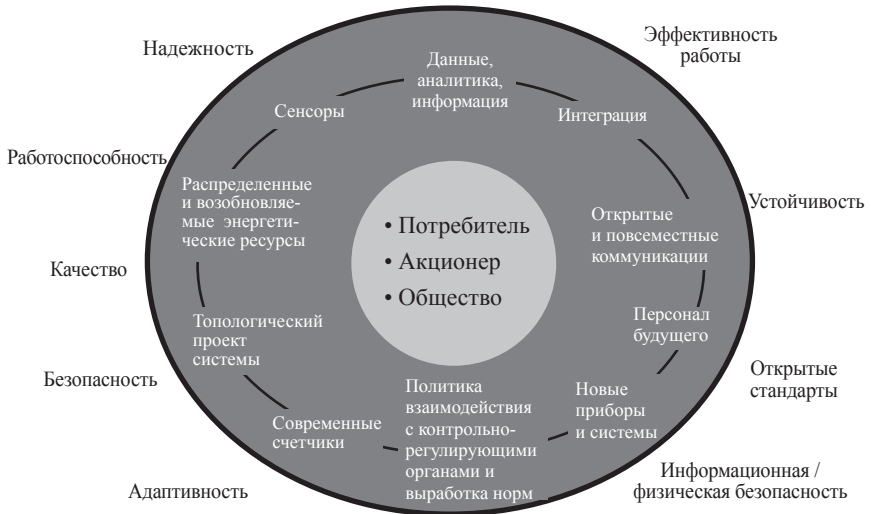 Надежность
Эффективность
работы
Данные,
аналитика,
информация
Сенсоры
Интеграция
Работоспособность
Распределенные
и возобновляе-
мые энергети-
ческие ресурсы
Устойчивость
Открытые
и повсеместные
коммуникации
• Потребитель
• Акционер
• Общество
Качество
Топологический
проект
системы
Персонал
будущего
Безопасность
Открытые
стандарты
Современные
счетчики
Политика
взаимодействия
с контрольно-
регулирующими
органами и
выработка норм
Новые
приборы
и системы
Адаптивность
Информационная /
физическая безопасность